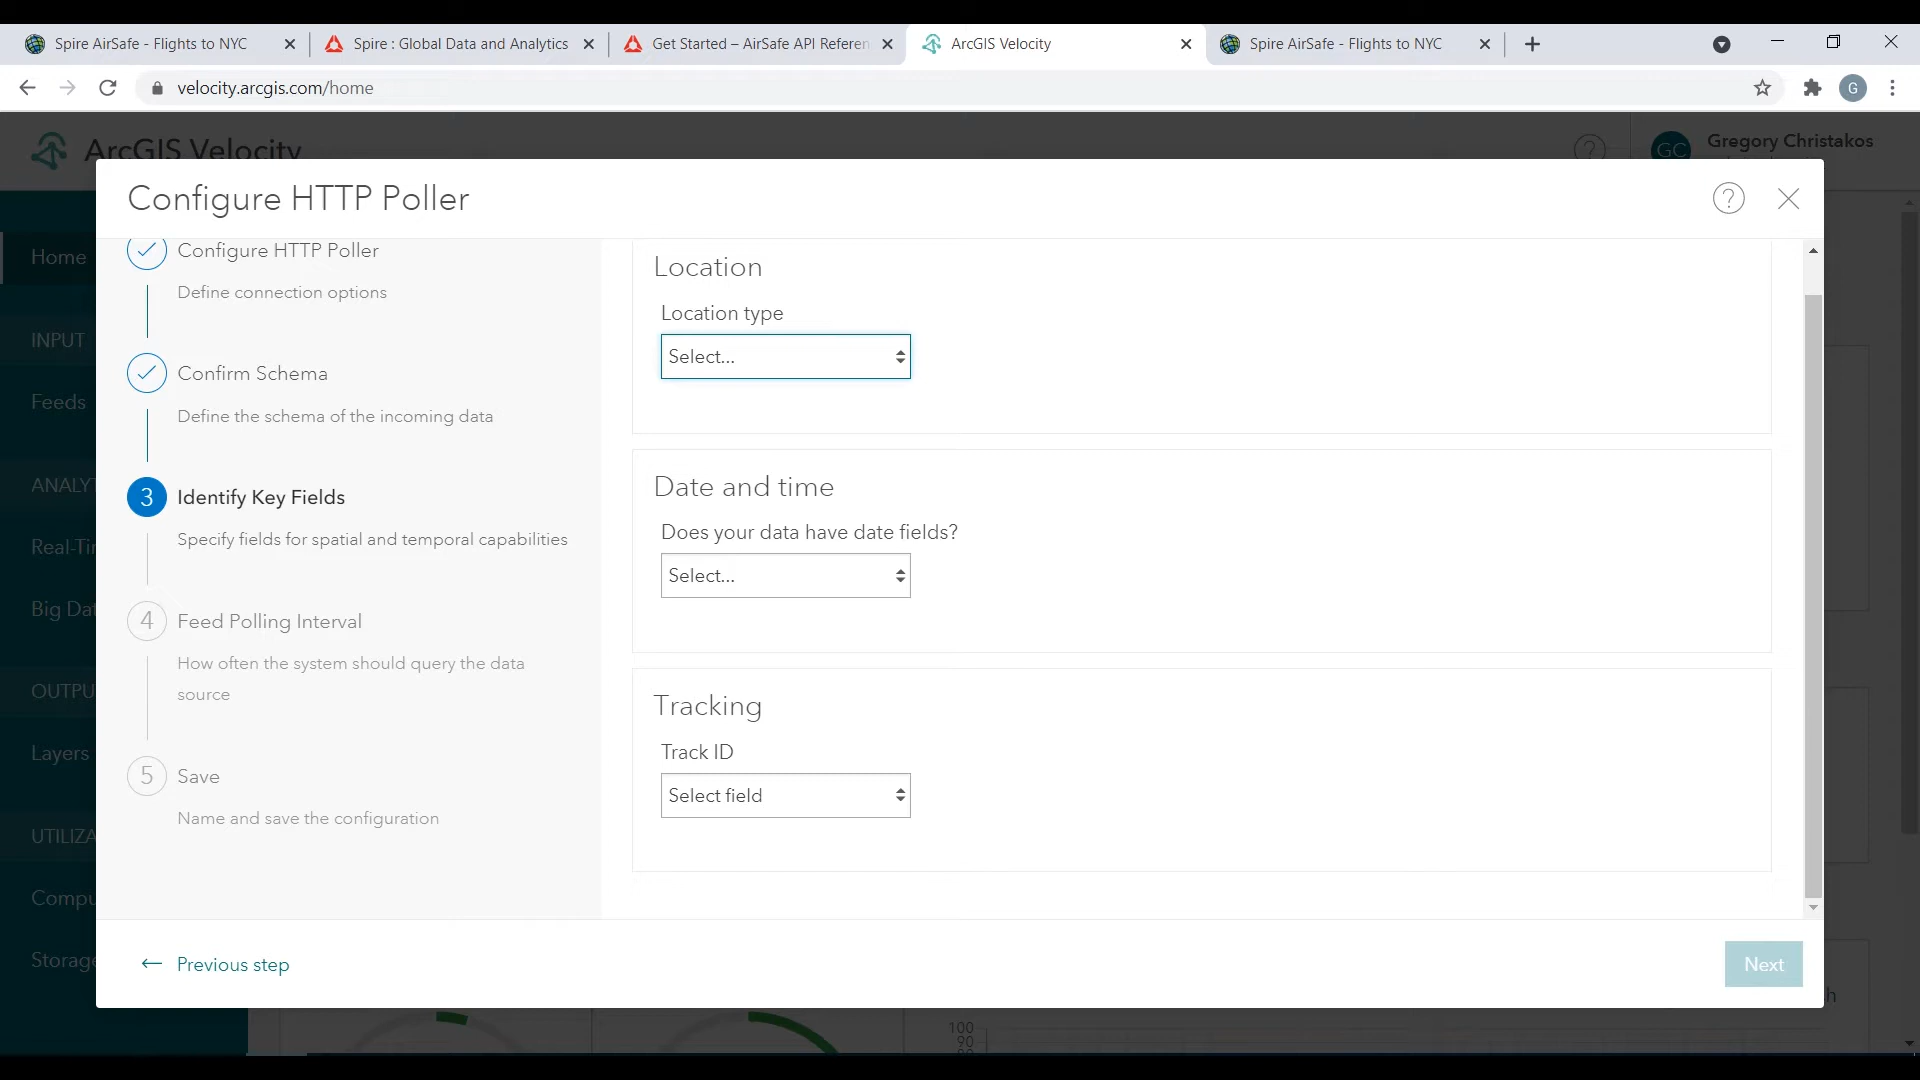 Spire AirSafe - Flights to NYC
Spire : Global Data and Analytics
Get Started – AirSafe API Referen
ArcGIS Velocity
Spire AirSafe - Flights to NYC
velocity.arcgis.com/home
G
ArcGIS Velocity
GC
Gregory Christakos
Configure HTTP Poller
?
Home
INPUT
Feeds
ANALY
Real-Tir
Big Dat
OUTPU
Layers
UTILIZA
Compu
Storage
Configure HTTP Poller
Define connection options
Confirm Schema
Define the schema of the incoming data
3 Identify Key Fields
Specify fields for spatial and temporal capabilities
4 Feed Polling Interval
How often the system should query the data
source
5 Save
Name and save the configuration
Location
Location type
Select...
Date and time
Does your data have date fields?
Select...
Tracking
Track ID
Select field
← Previous step
Next
h
100
90